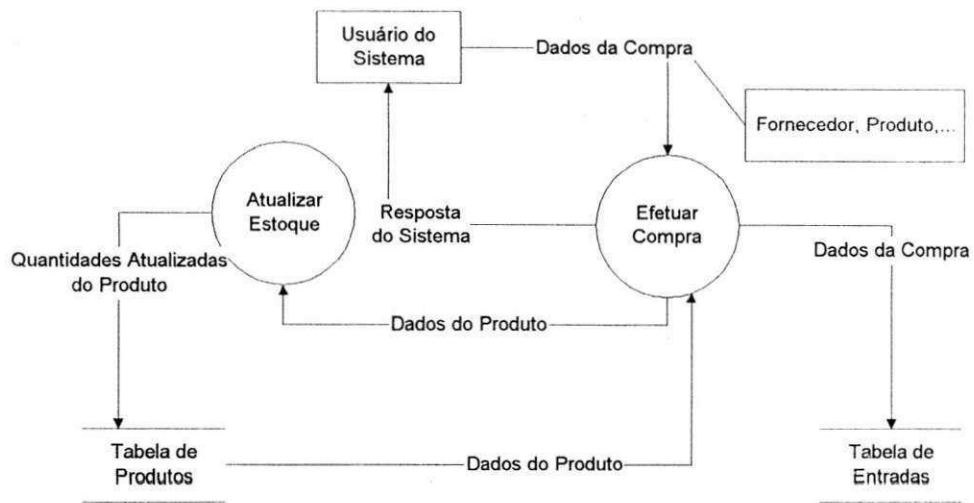 Usuário do
Sistema
Dados da Compra
Fornecedor, Produto,...
Atualizar
Estoque
Resposta
do Sistema
Efetuar
Compra
Quantidades Atualizadas
do Produto
Dados da Compra
Dados do Produto
Tabela de
Produtos
Dados do Produto
Tabela de
Entradas